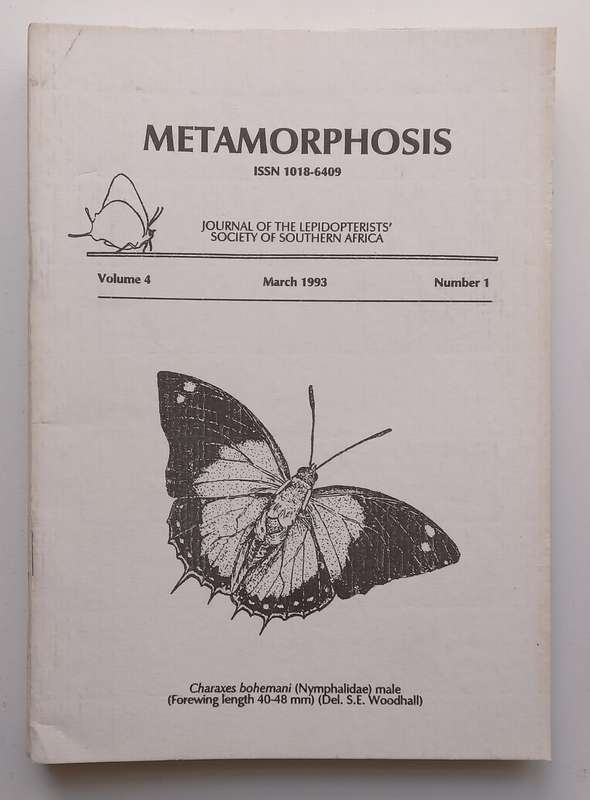 METAMORPHOSIS
ISSN 1018-6409
JOURNAL OF THE LEPIDOPTERISTS'
SOCIETY OF SOUTHERN AFRICA
Volume 4 March 1993 Number 1
Charaxes bohemani (Nymphalidae) male
(Forewing length 40-48 mm) (Del. S.E. Woodhall)